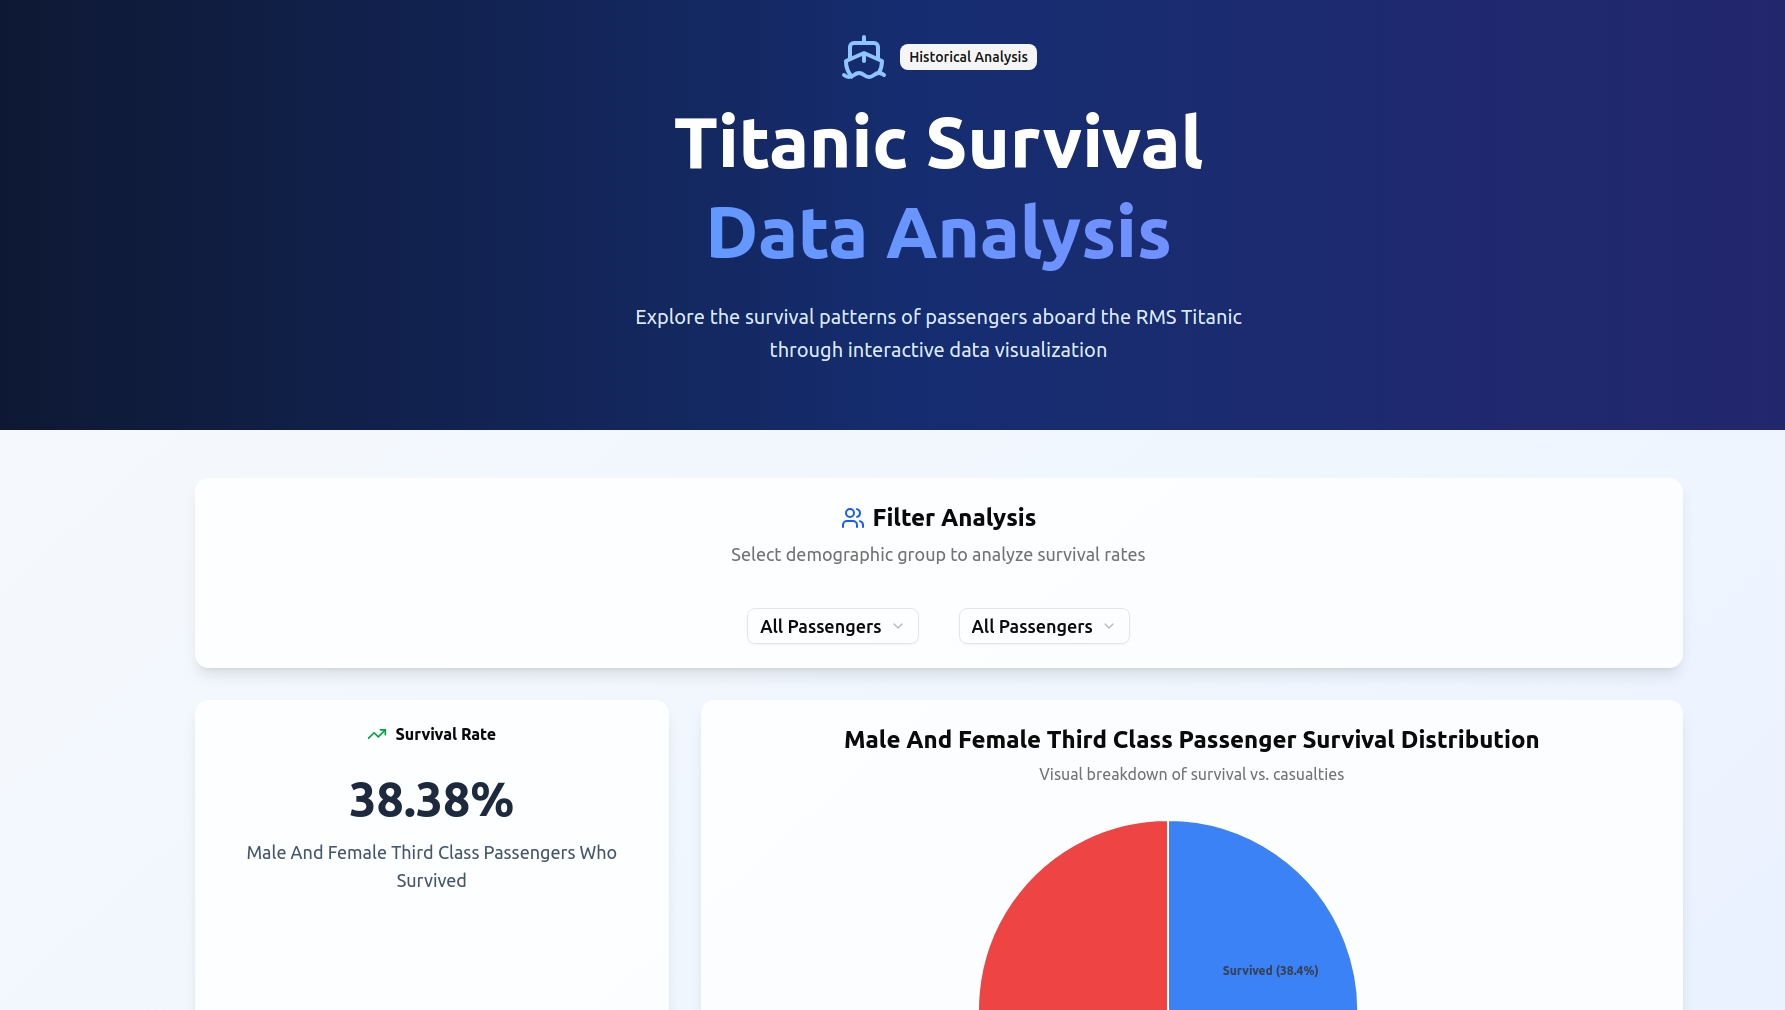 Historical Analysis
Titanic Survival
Data Analysis
Explore the survival patterns of passengers aboard the RMS Titanic
through interactive data visualization
Filter Analysis
Select demographic group to analyze survival rates
All Passengers
All Passengers
Survival Rate
38.38%
Male And Female Third Class Passengers Who
Survived
Male And Female Third Class Passenger Survival Distribution
Visual breakdown of survival vs. casualties
Survived (38.4%)